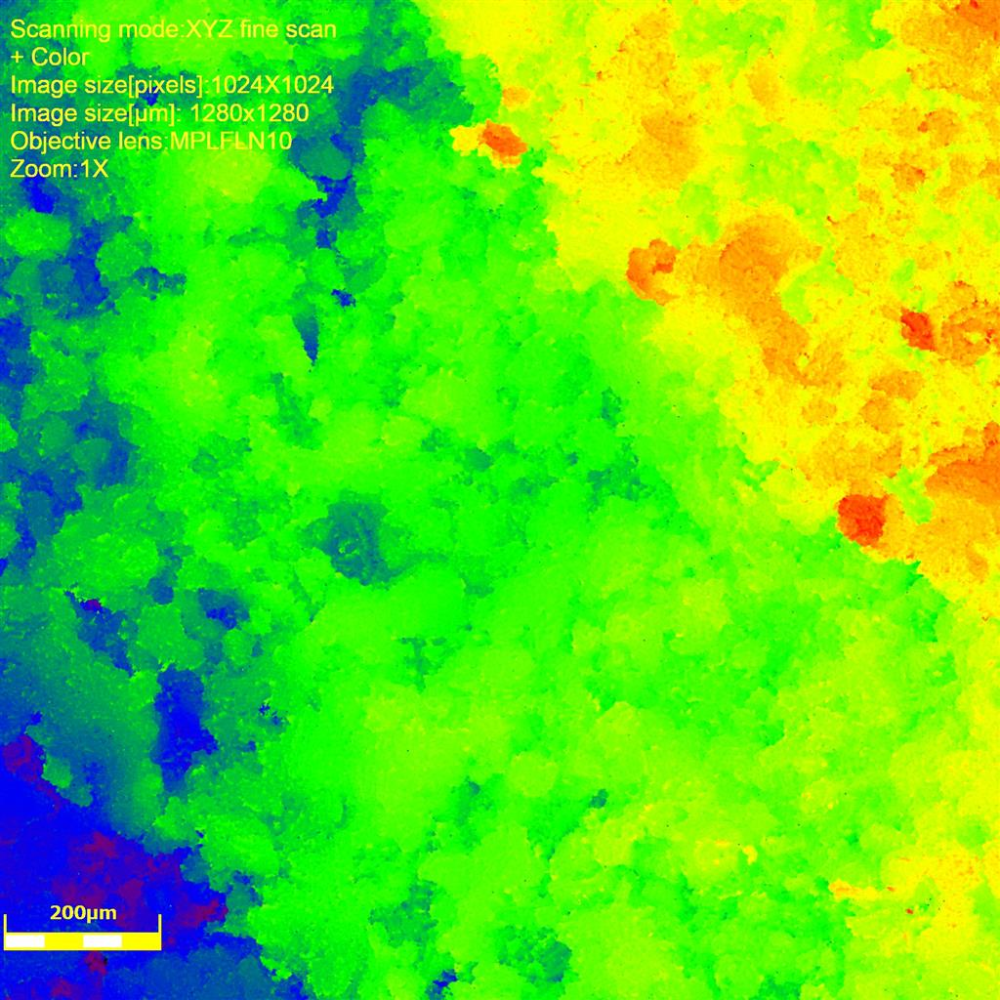 Scanning mode:XYZ fine scan
+ Color
Image size[pixels]:1024X1024
Image size[µm]: 1280x1280
Objective lens:MPLFLN10
Zoom:1X
200µm